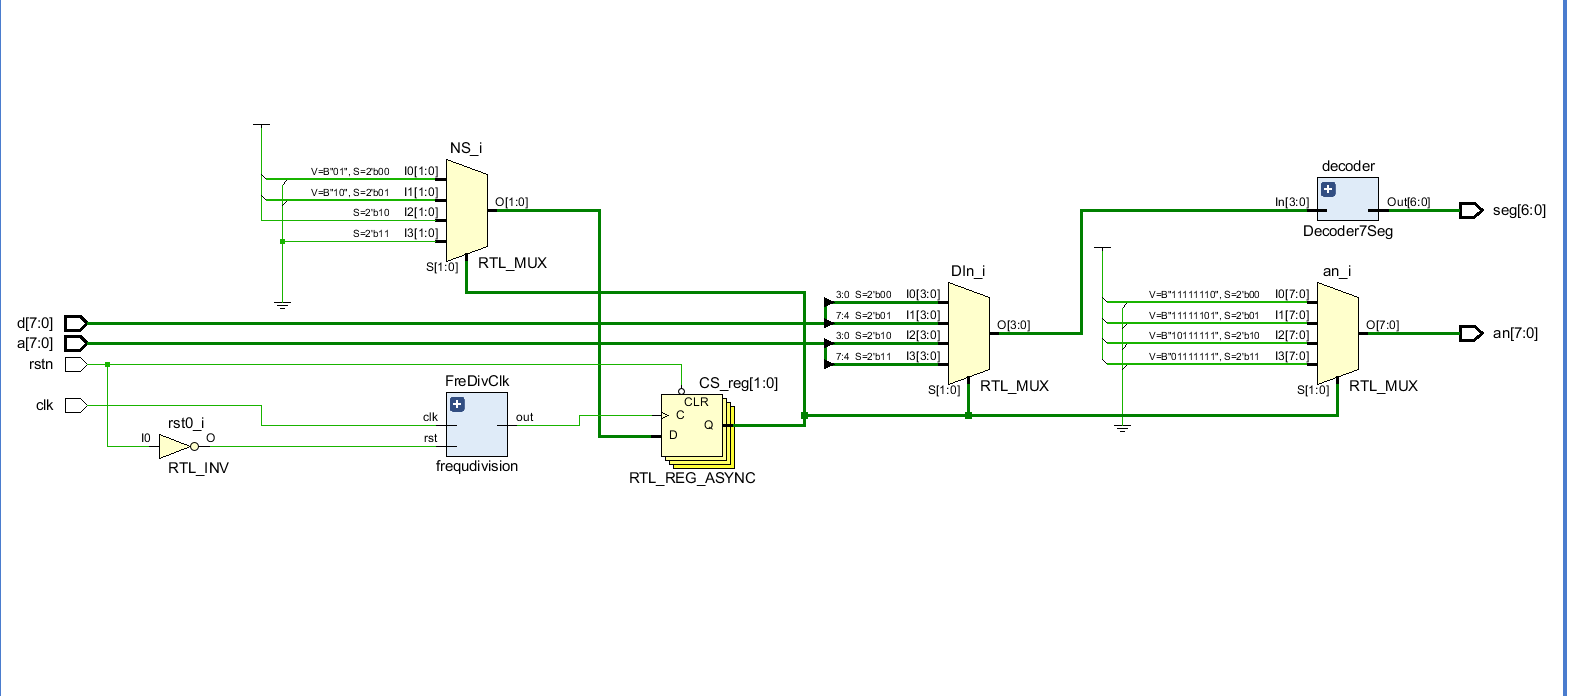 NS_i
V=B"01", S=2'b00 I0[1:0]
V=B"10", S=2'b01 I1[1:0]
S=2'b10 I2[1:0]
S=2'b11 I3[1:0]
O[1:0]
S[1:0]
RTL_MUX
d[7:0]
a[7:0]
rstn
clk
rst0_i
I0
O
RTL_INV
FreDivClk
clk
rst
out
frequdivision
CS_reg[1:0]
CLR
C
D
Q
RTL_REG_ASYNC
DIn_i
3:0 S=2'b00 I0[3:0]
7:4 S=2'b01 I1[3:0]
3:0 S=2'b10 I2[3:0]
7:4 S=2'b11 I3[3:0]
O[3:0]
S[1:0]
RTL_MUX
decoder
In[3:0]
Out[6:0]
Decoder7Seg
seg[6:0]
an_i
V=B"11111110", S=2'b00 I0[7:0]
V=B"11111101", S=2'b01 I1[7:0]
V=B"10111111", S=2'b10 I2[7:0]
V=B"01111111", S=2'b11 I3[7:0]
O[7:0]
S[1:0]
RTL_MUX
an[7:0]